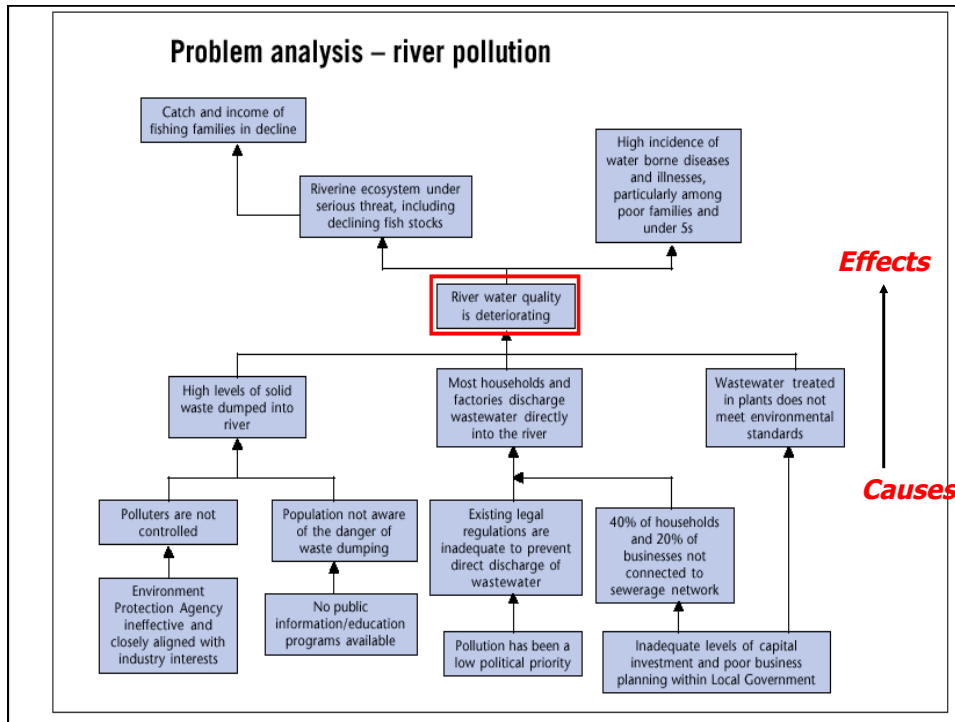 Problem analysis – river pollution
Catch and income of
fishing families in decline
High incidence of
water borne diseases
and illnesses,
particularly among
poor families and
under 5s
Riverine ecosystem under
serious threat, including
declining fish stocks
Effects
River water quality
is deteriorating
High levels of solid
waste dumped into
river
Most households and
factories discharge
wastewater directly
into the river
Wastewater treated
in plants does not
meet environmental
standards
Causes
Polluters are not
controlled
Population not aware
of the danger of
waste dumping
Existing legal
regulations are
inadequate to prevent
direct discharge of
wastewater
40% of households
and 20% of
businesses not
connected to
sewerage network
Environment
Protection Agency
ineffective and
closely aligned with
industry interests
No public
information/education
programs available
Pollution has been a
low political priority
Inadequate levels of capital
investment and poor business
planning within Local Government